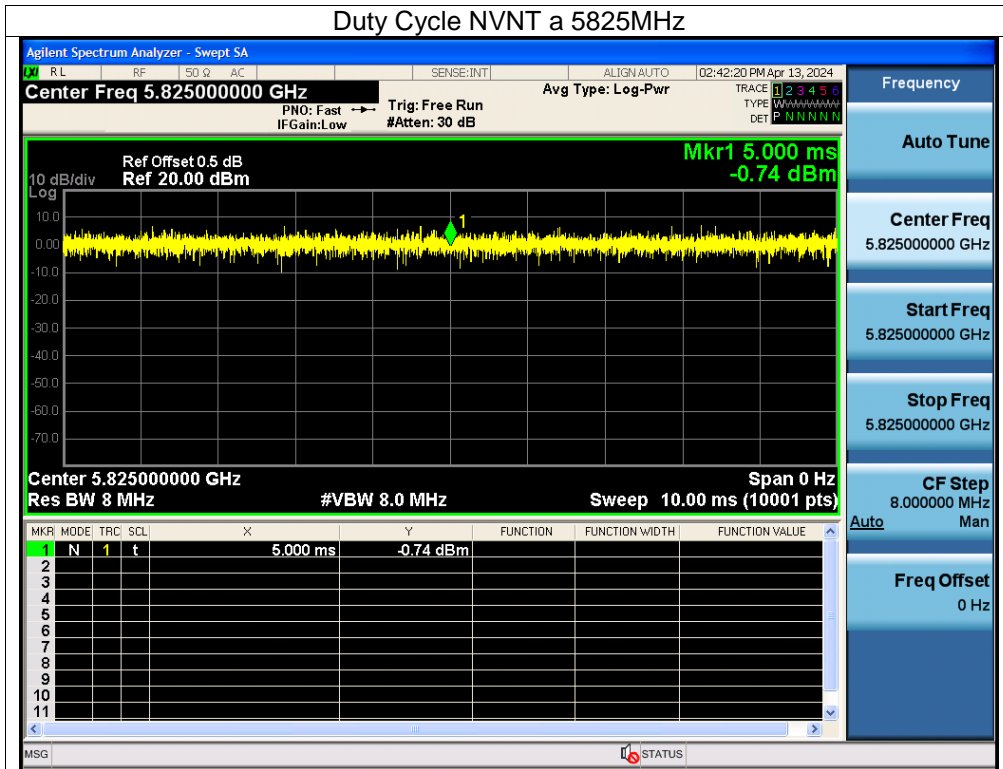 Duty Cycle NVNT a 5825MHz
Agilent Spectrum Analyzer - Swept SA
LXI RL RF 50 Ω AC SENSE:INT ALIGN AUTO 02:42:20 PM Apr 13, 2024
Center Freq 5.825000000 GHz
PNO: Fast
IFGain:Low
Trig: Free Run
#Atten: 30 dB
Avg Type: Log-Pwr
TRACE 1 2 3 4 5 6
TYPE WWWWWW
DET P N N N N N
Mkr1 5.000 ms
-0.74 dBm
Ref Offset 0.5 dB
10 dB/div Ref 20.00 dBm
Log
10.0
0.00
-10.0
-20.0
-30.0
-40.0
-50.0
-60.0
-70.0
1
Center 5.825000000 GHz Span 0 Hz
Res BW 8 MHz #VBW 8.0 MHz Sweep 10.00 ms (10001 pts)
MKR MODE TRC SCL X Y FUNCTION FUNCTION WIDTH FUNCTION VALUE
1 N 1 t 5.000 ms -0.74 dBm
2
3
4
5
6
7
8
9
10
11
MSG STATUS
Frequency
Auto Tune
Center Freq
5.825000000 GHz
Start Freq
5.825000000 GHz
Stop Freq
5.825000000 GHz
CF Step
8.000000 MHz
Auto Man
Freq Offset
0 Hz